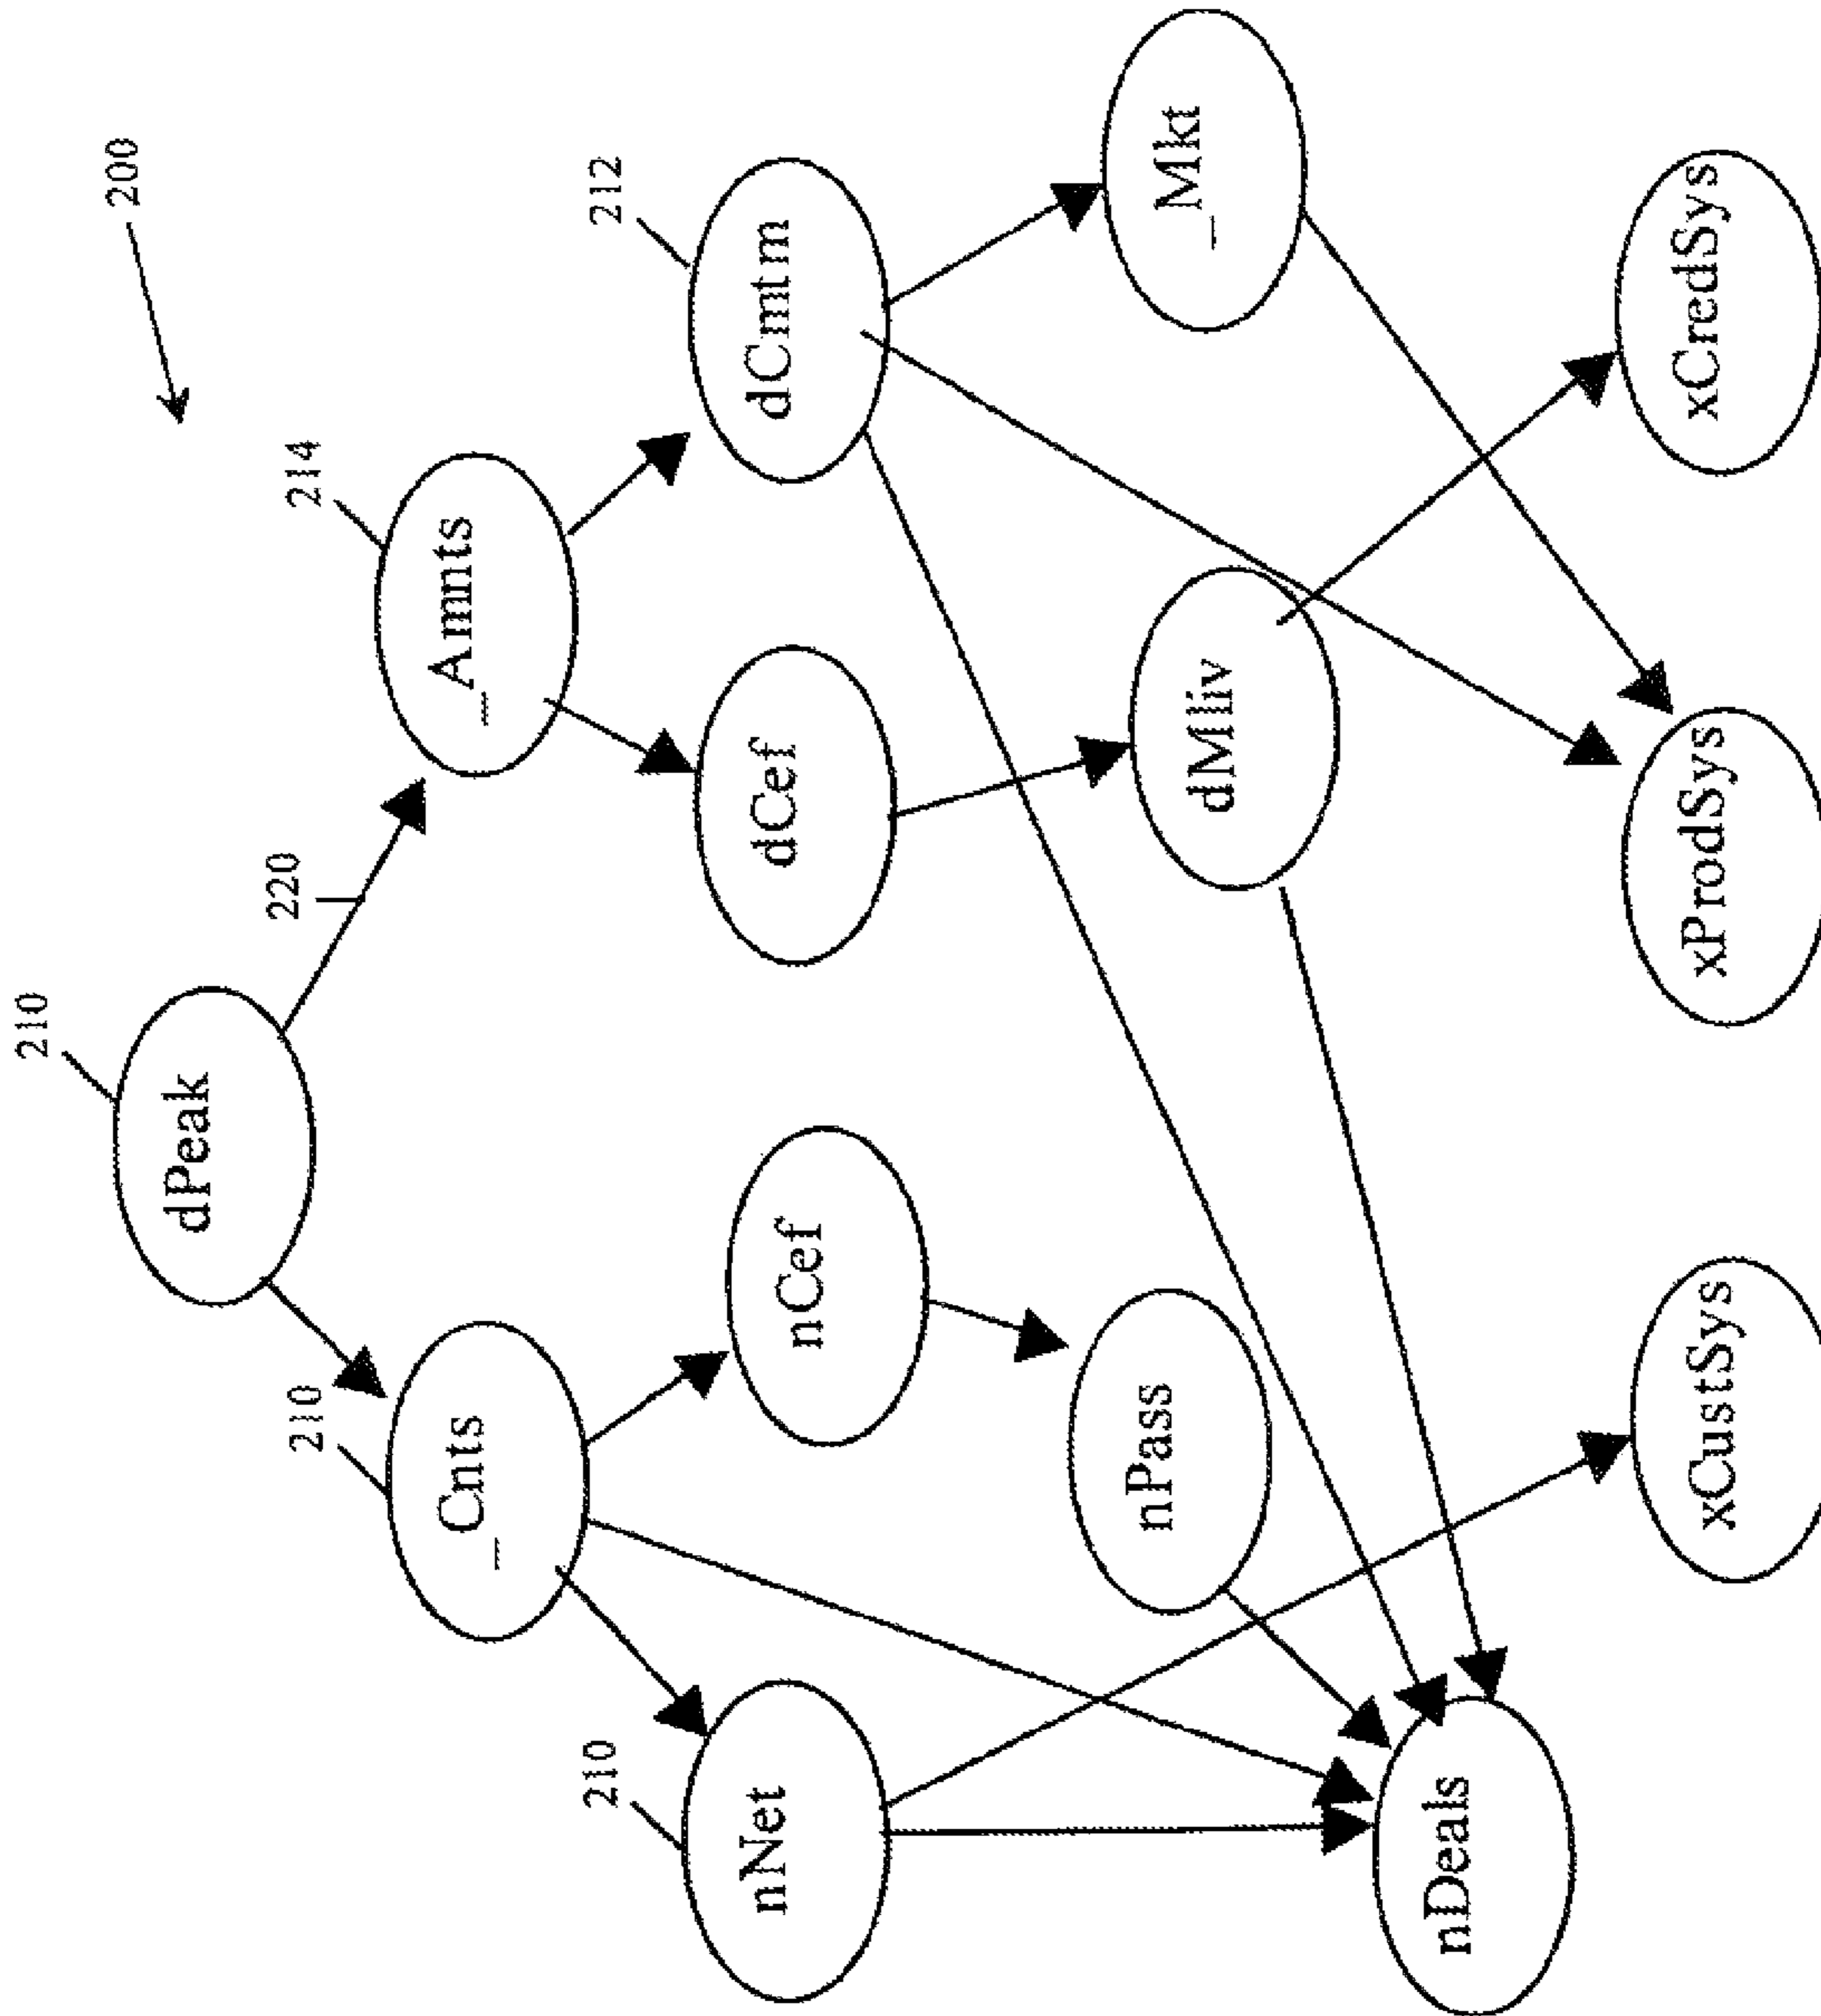 200
210
dPeak
220
214
_Amnts
210
_Cnts
212
dCmtm
dCef
nCef
210
nNet
_Mkt
dMliv
nPass
nDeals
xCredSys
xProdSys
xCustSys